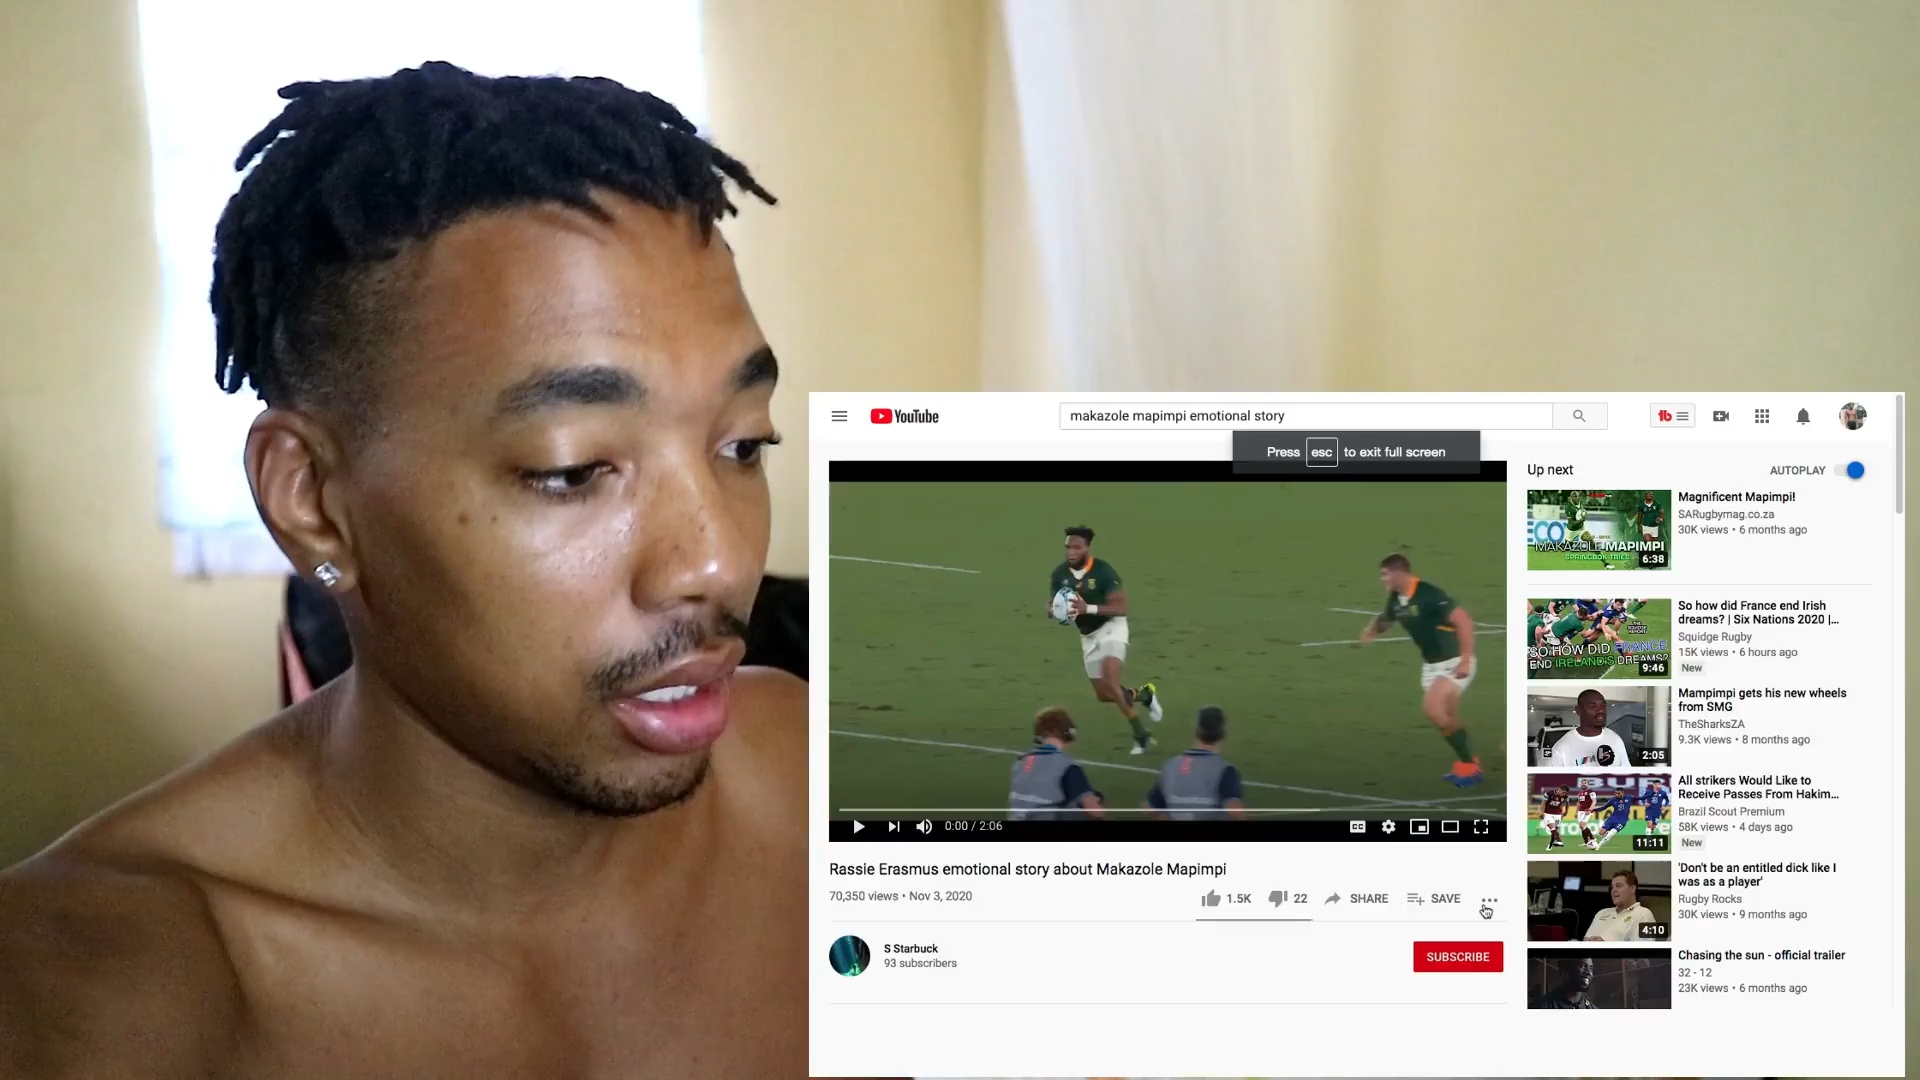 YouTube
makazole mapimpi emotional story
Press esc to exit full screen
Up next
AUTOPLAY
MAKAZOLE MAPIMPI
SPRINGBOK TRIES
6:38
Magnificent Mapimpi!
SARugbymag.co.za
30K views • 6 months ago
SO HOW DID FRANCE
END IRELAND'S DREAMS?
9:46
So how did France end Irish
dreams? | Six Nations 2020 |...
Squidge Rugby
15K views • 6 hours ago
New
2:05
Mampimpi gets his new wheels
from SMG
TheSharksZA
9.3K views • 8 months ago
11:11
All strikers Would Like to
Receive Passes From Hakim...
Brazil Scout Premium
58K views • 4 days ago
New
4:10
'Don't be an entitled dick like I
was as a player'
Rugby Rocks
30K views • 9 months ago
Chasing the sun - official trailer
32 - 12
23K views • 6 months ago
0:00 / 2:06
CC
Rassie Erasmus emotional story about Makazole Mapimpi
70,350 views • Nov 3, 2020
1.5K
22
SHARE
SAVE
S Starbuck
93 subscribers
SUBSCRIBE